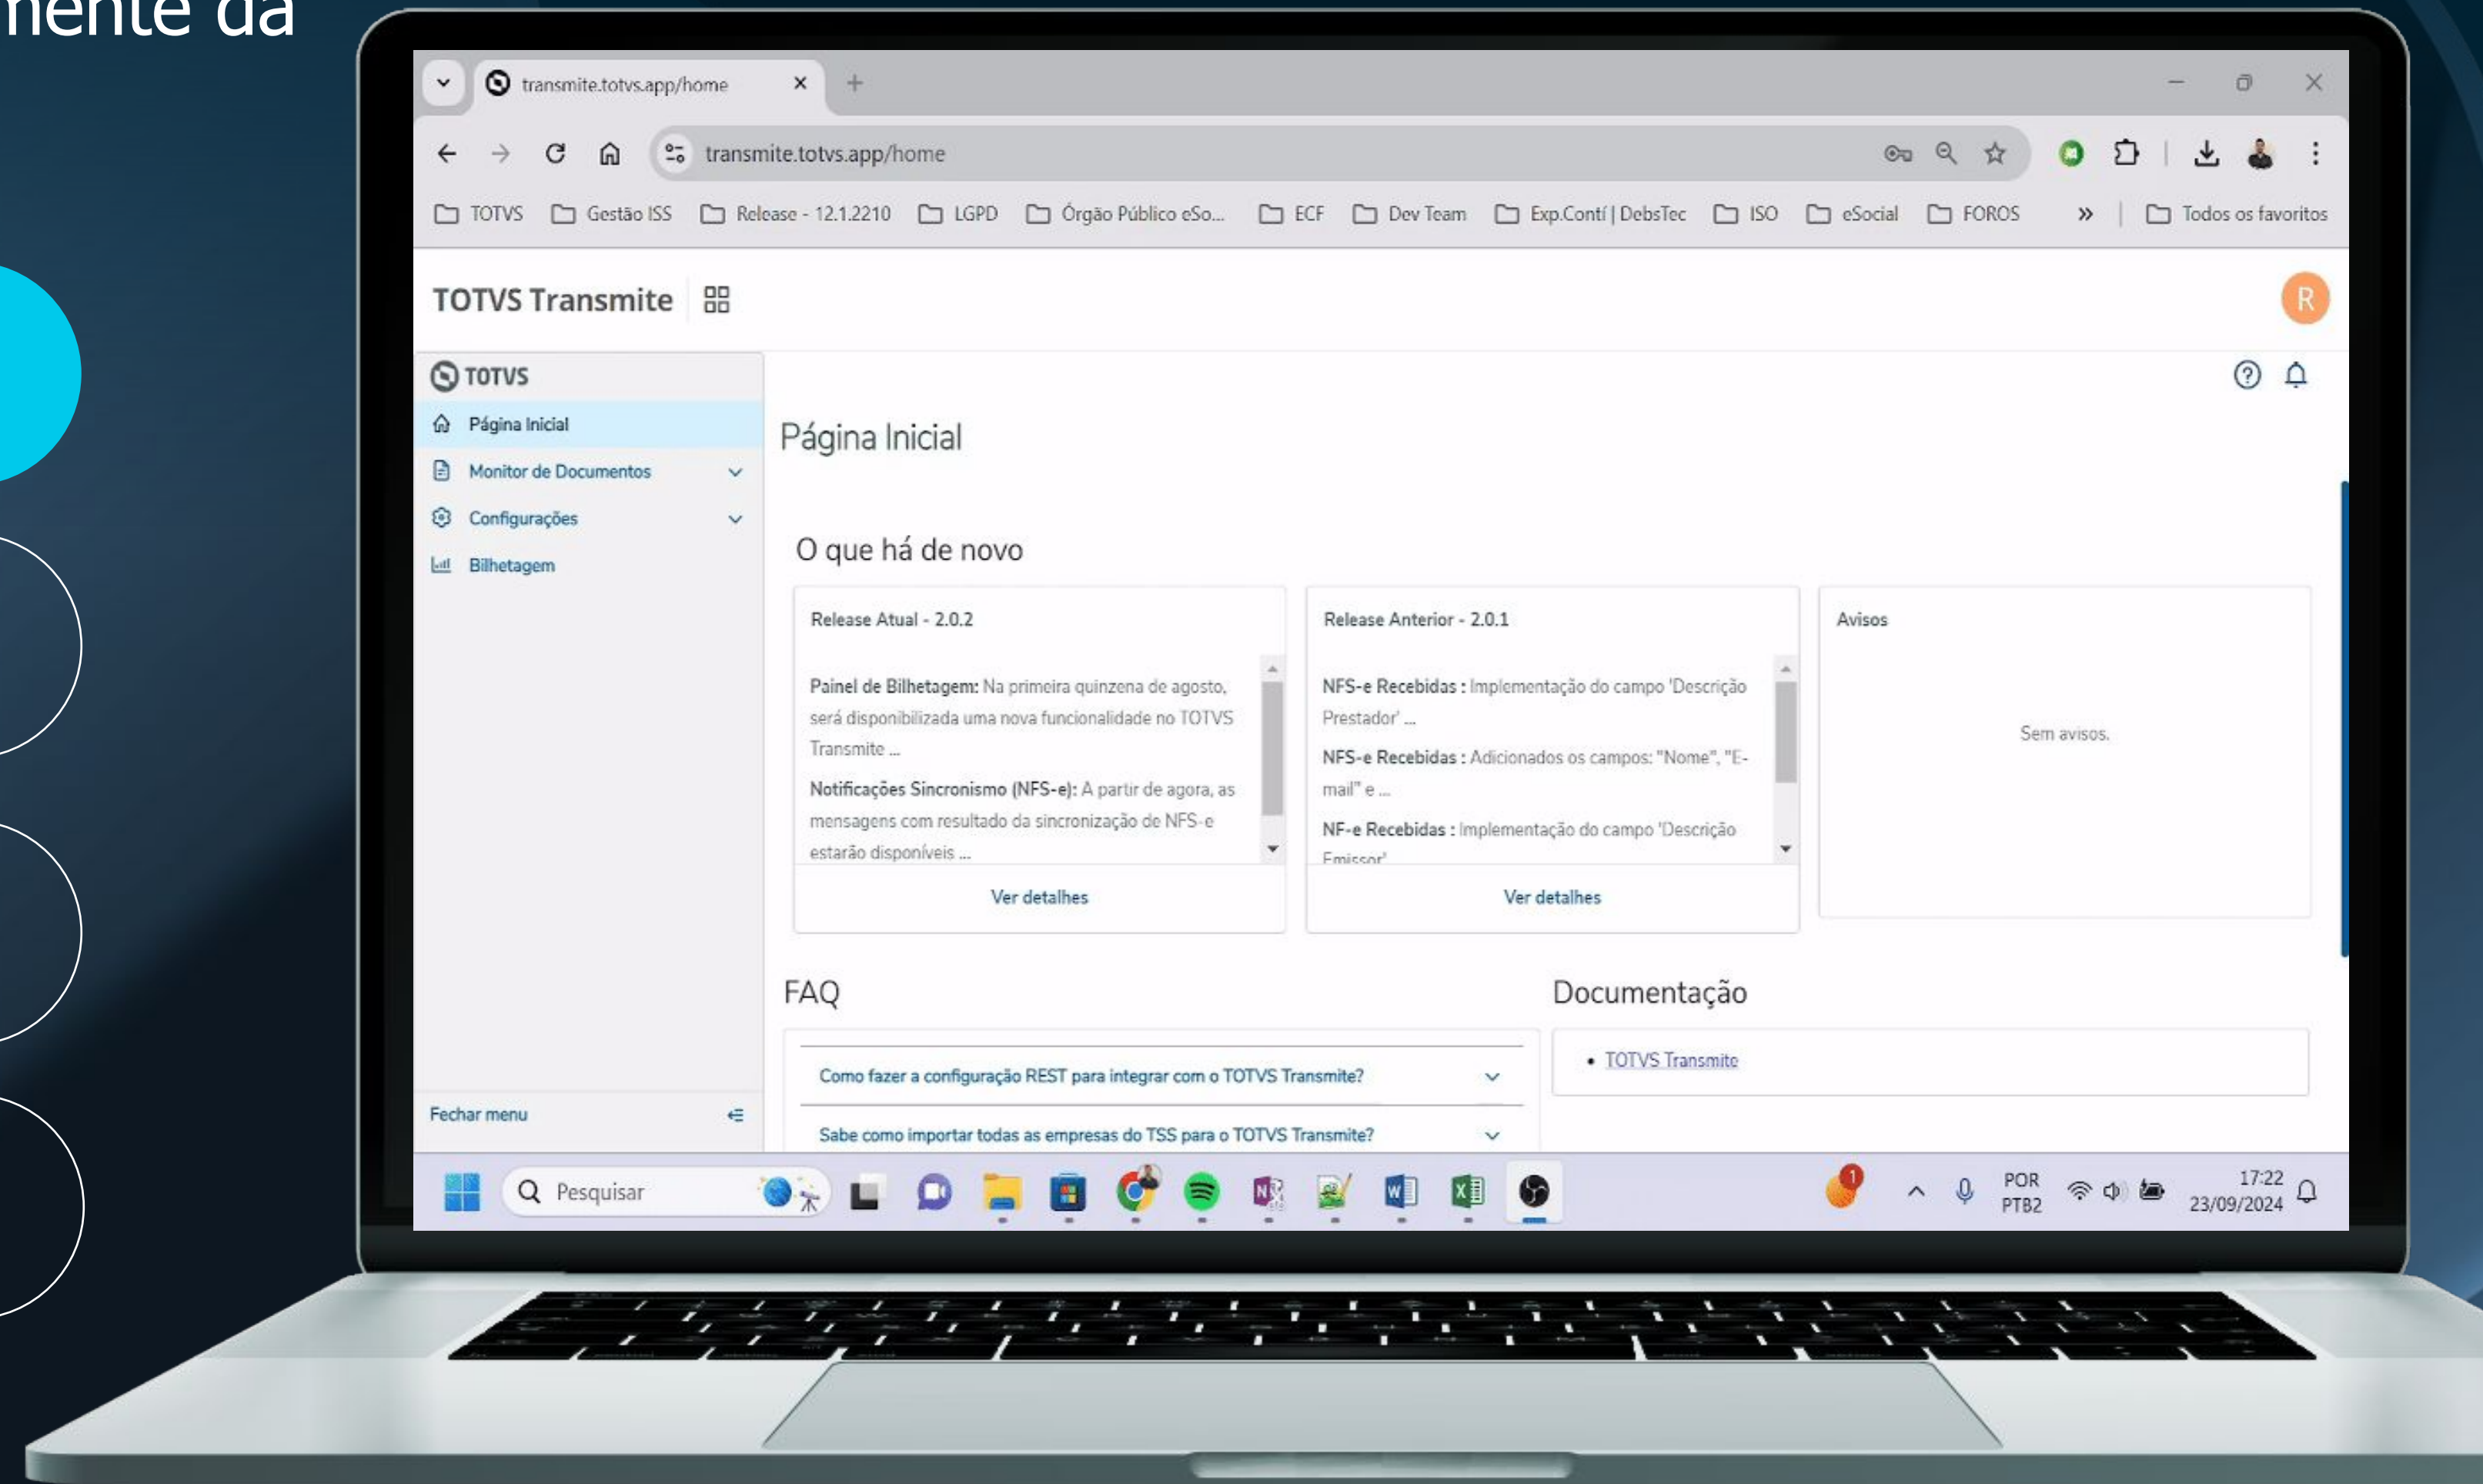 mente da
transmite.totvs.app/home
transmite.totvs.app/home
TOTVS Gestão ISS Release - 12.1.2210 LGPD Órgão Público eSo... ECF Dev Team Exp.Contí | DebsTec ISO eSocial FOROS » Todos os favoritos
TOTVS Transmite
R
TOTVS
Página Inicial
Monitor de Documentos
Configurações
Bilhetagem
Fechar menu
Página Inicial
O que há de novo
Release Atual - 2.0.2
Painel de Bilhetagem: Na primeira quinzena de agosto,
será disponibilizada uma nova funcionalidade no TOTVS
Transmite ...
Notificações Sincronismo (NFS-e): A partir de agora, as
mensagens com resultado da sincronização de NFS-e
estarão disponíveis ...
Ver detalhes
Release Anterior - 2.0.1
NFS-e Recebidas : Implementação do campo 'Descrição
Prestador' ...
NFS-e Recebidas : Adicionados os campos: "Nome", "E-
mail" e ...
NF-e Recebidas : Implementação do campo 'Descrição
Emissor'
Ver detalhes
Avisos
Sem avisos.
FAQ
Como fazer a configuração REST para integrar com o TOTVS Transmite?
Sabe como importar todas as empresas do TSS para o TOTVS Transmite?
Documentação
• TOTVS Transmite
Pesquisar
1
POR
PTB2
17:22
23/09/2024